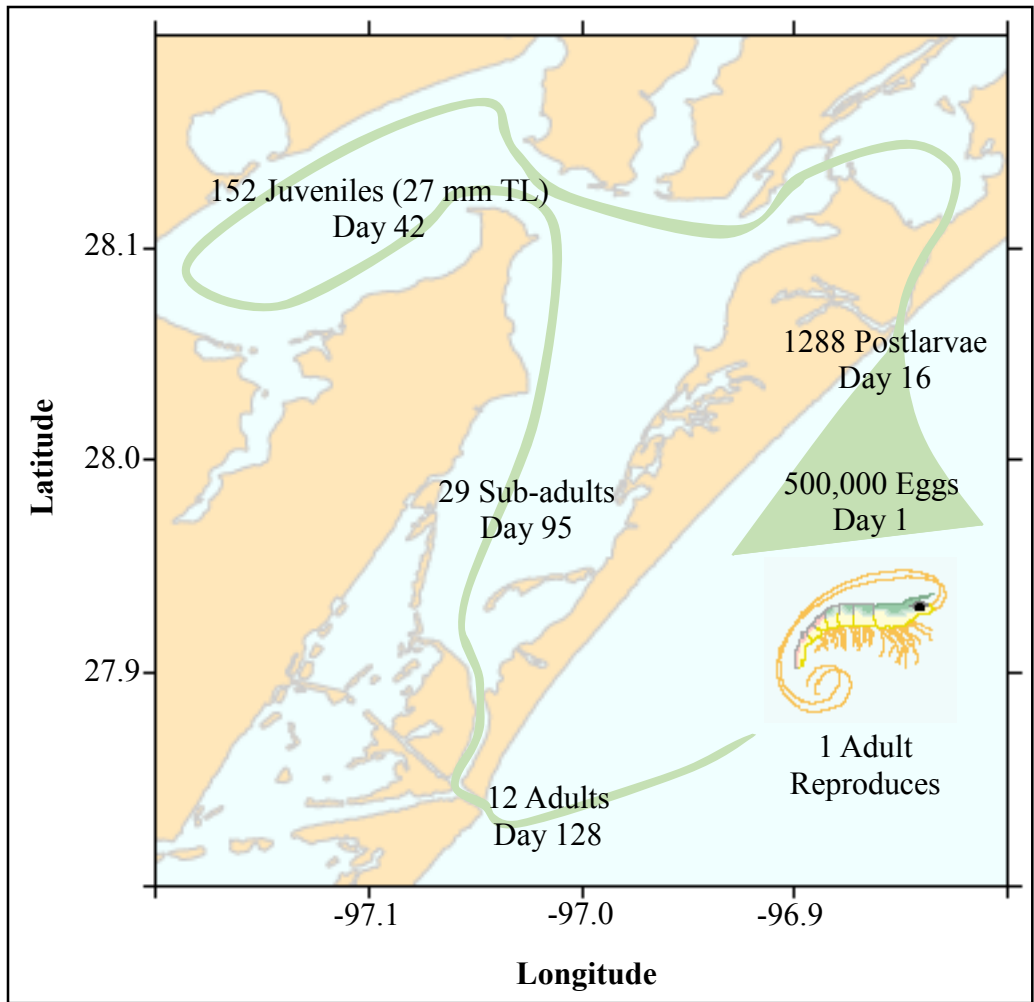 152 Juveniles (27 mm TL)
Day 42
28.1
1288 Postlarvae
Day 16
Latitude
28.0
29 Sub-adults
Day 95
500,000 Eggs
Day 1
27.9
1 Adult
Reproduces
12 Adults
Day 128
-97.1
-97.0
-96.9
Longitude